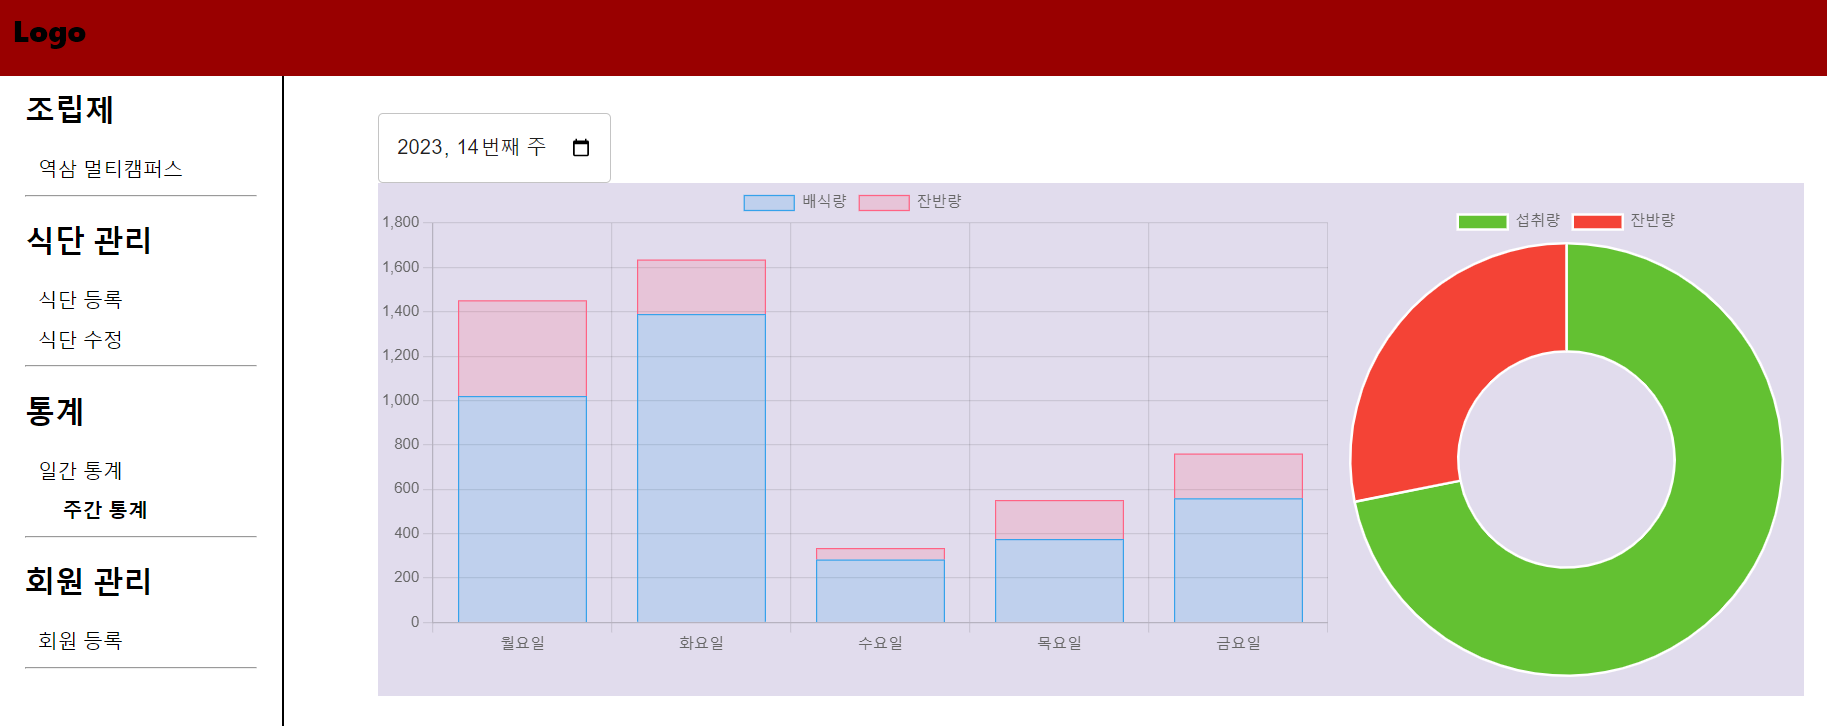 Logo
조립제
역삼 멀티캠퍼스
식단 관리
식단 등록
식단 수정
통계
일간 통계
주간 통계
회원 관리
회원 등록
2023, 14번째 주
배식량 잔반량
1,800
1,600
1,400
1,200
1,000
800
600
400
200
0
월요일 화요일 수요일 목요일 금요일
섭취량 잔반량